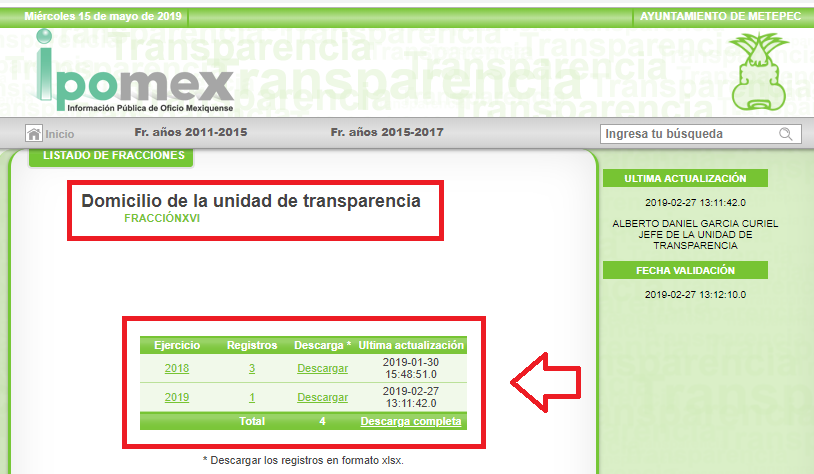 Miércoles 15 de mayo de 2019
AYUNTAMIENTO DE METEPEC
Transparencia
ipomex
Información Pública de Oficio Mexiquense
Inicio
Fr. años 2011-2015
Fr. años 2015-2017
Ingresa tu búsqueda
LISTADO DE FRACCIONES
Domicilio de la unidad de transparencia
FRACCIÓNXVI
Ejercicio Registros Descarga * Ultima actualización
2018 3 Descargar 2019-01-30
15:48:51.0
2019 1 Descargar 2019-02-27
13:11:42.0
Total 4 Descarga completa
* Descargar los registros en formato xlsx.
ULTIMA ACTUALIZACIÓN
2019-02-27 13:11:42.0
ALBERTO DANIEL GARCIA CURIEL
JEFE DE LA UNIDAD DE
TRANSPARENCIA
FECHA VALIDACIÓN
2019-02-27 13:12:10.0